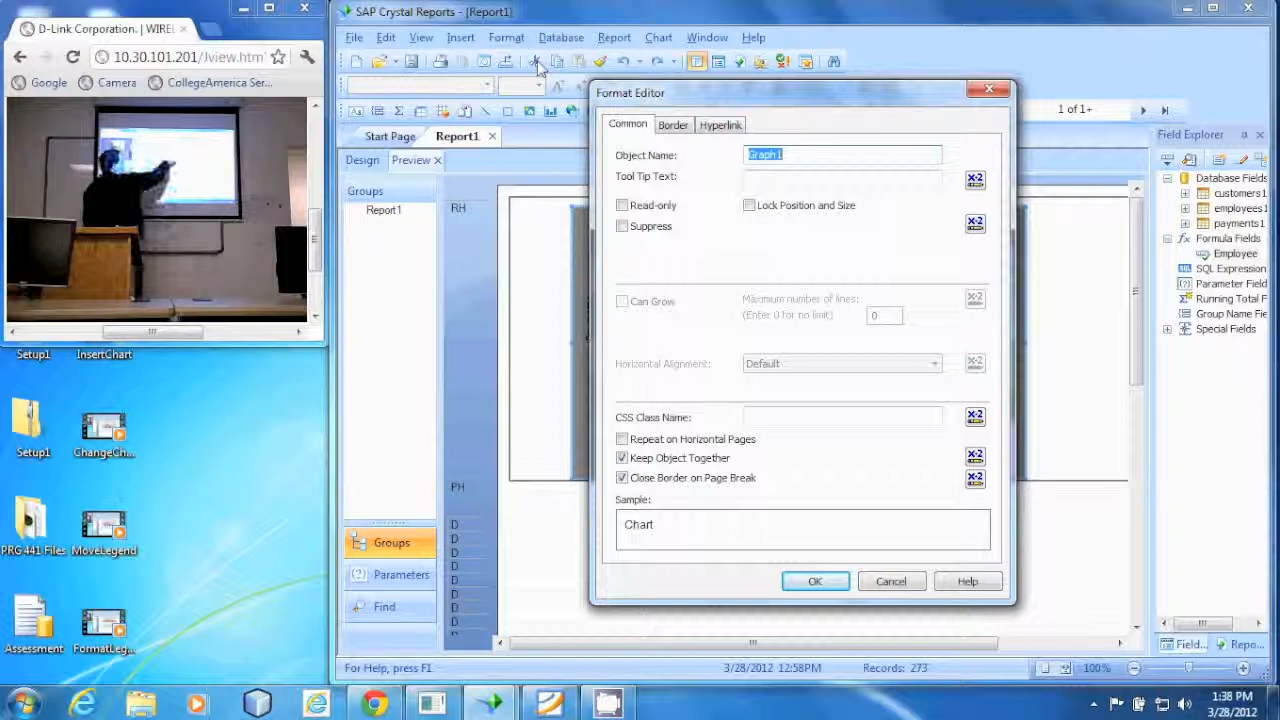 D-Link Corporation. | WIREL
10.30.101.201/Jview.htm
Google
Camera
CollegeAmerica Ser...
SAP Crystal Reports - [Report1]
File Edit View Insert Format Database Report Chart Window Help
1 of 1+
Start Page
Report1
Design
Preview
Groups
Report1
RH
PH
D
D
D
D
D
D
D
D
Groups
Parameters
Find
Format Editor
Common
Border
Hyperlink
Object Name:
Graph1
Tool Tip Text:
Read-only
Lock Position and Size
Suppress
Can Grow
Maximum number of lines:
(Enter 0 for no limit)
0
Horizontal Alignment:
Default
CSS Class Name:
Repeat on Horizontal Pages
Keep Object Together
Close Border on Page Break
Sample:
Chart
OK
Cancel
Help
Field Explorer
Database Fields
customers1
employees1
payments1
Formula Fields
Employee
SQL Expression
Parameter Field
Running Total F
Group Name Fie
Special Fields
Field...
Repo...
For Help, press F1
3/28/2012 12:58PM
Records: 273
100%
Setup1
InsertChart
Setup1
ChangeCh...
PRG 441 Files
MoveLegend
Assessment
FormatLeg...
1:38 PM
3/28/2012